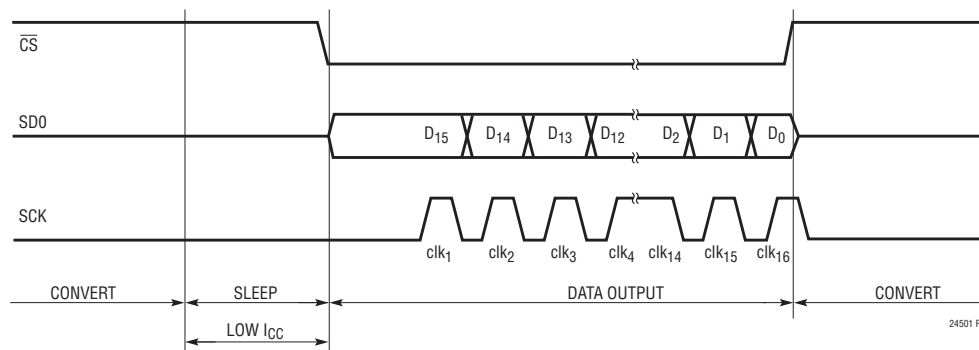 CS
SD0
D15 D14 D13 D12 D2 D1 D0
SCK
clk1 clk2 clk3 clk4 clk14 clk15 clk16
CONVERT SLEEP DATA OUTPUT CONVERT
LOW ICC
24501